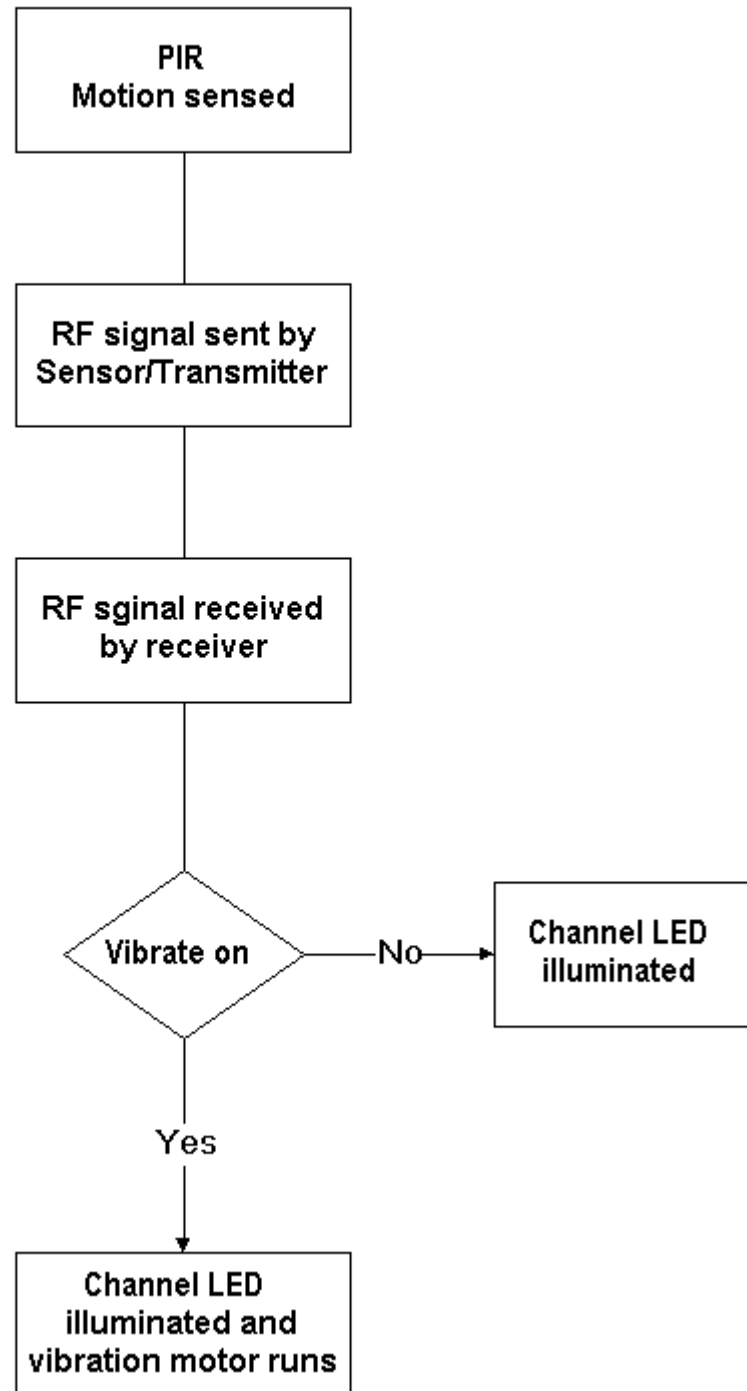 PIR
Motion sensed
RF signal sent by
Sensor/Transmitter
RF sginal received
by receiver
Vibrate on
No
Channel LED
illuminated
Yes
Channel LED
illuminated and
vibration motor runs